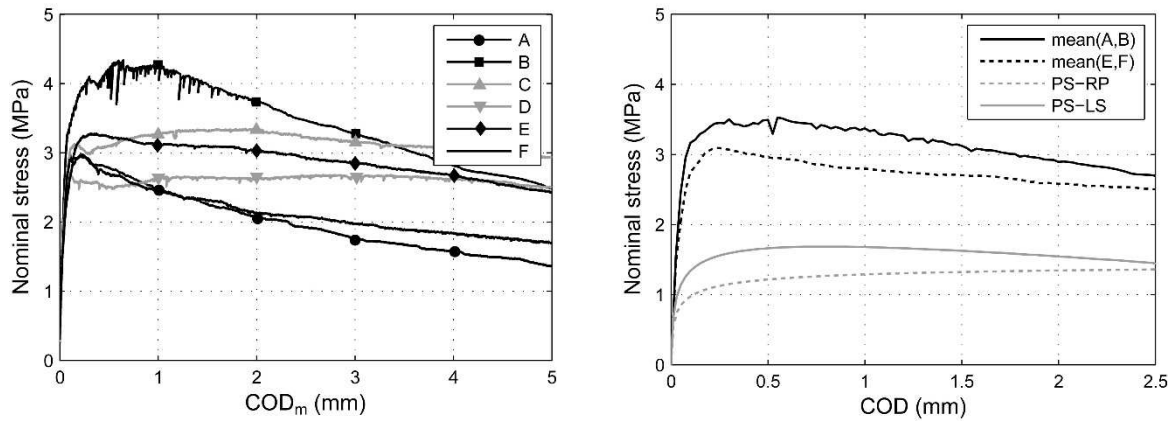 5
4
3
2
1
0
Nominal stress (MPa)
0 1 2 3 4 5
CODm (mm)
A
B
C
D
E
F
5
4
3
2
1
0
Nominal stress (MPa)
0 0.5 1 1.5 2 2.5
COD (mm)
mean(A,B)
mean(E,F)
PS-RP
PS-LS